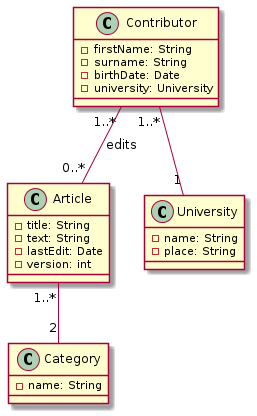 C Contributor
firstName: String
surname: String
birthDate: Date
university: University
1..* 1..*
edits
0..* 1
C Article
title: String
text: String
lastEdit: Date
version: int
C University
name: String
place: String
1..*
2
C Category
name: String